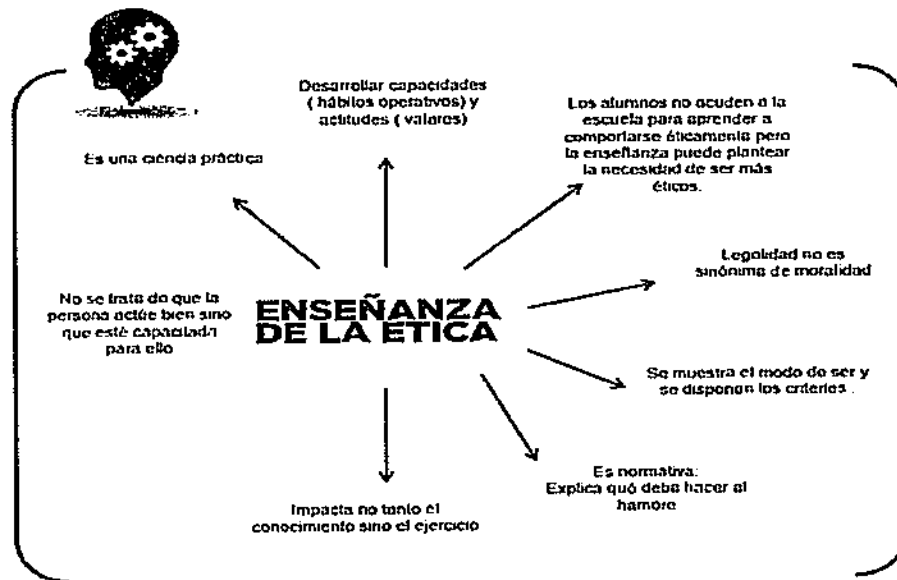 Desarrollar capacidades
( hábitos operativos) y
actitudes ( valores)
Los alumnos no acuden a la
escuela para aprender a
comportarse éticamente pero
la enseñanza puede plantear
la necesidad de ser más
éticos.
Es una ciencia práctica
Legalidad no es
sinónima de moralidad
No se trata de que la
persona actúe bien sino
que esté capacitada
para ello
ENSEÑANZA
DE LA ETICA
Se muestra el modo de ser y
se disponen los criterios .
Es normativa:
Explica qué debe hacer el
hombre
Impacta no tanto el
conocimiento sino el ejercicio